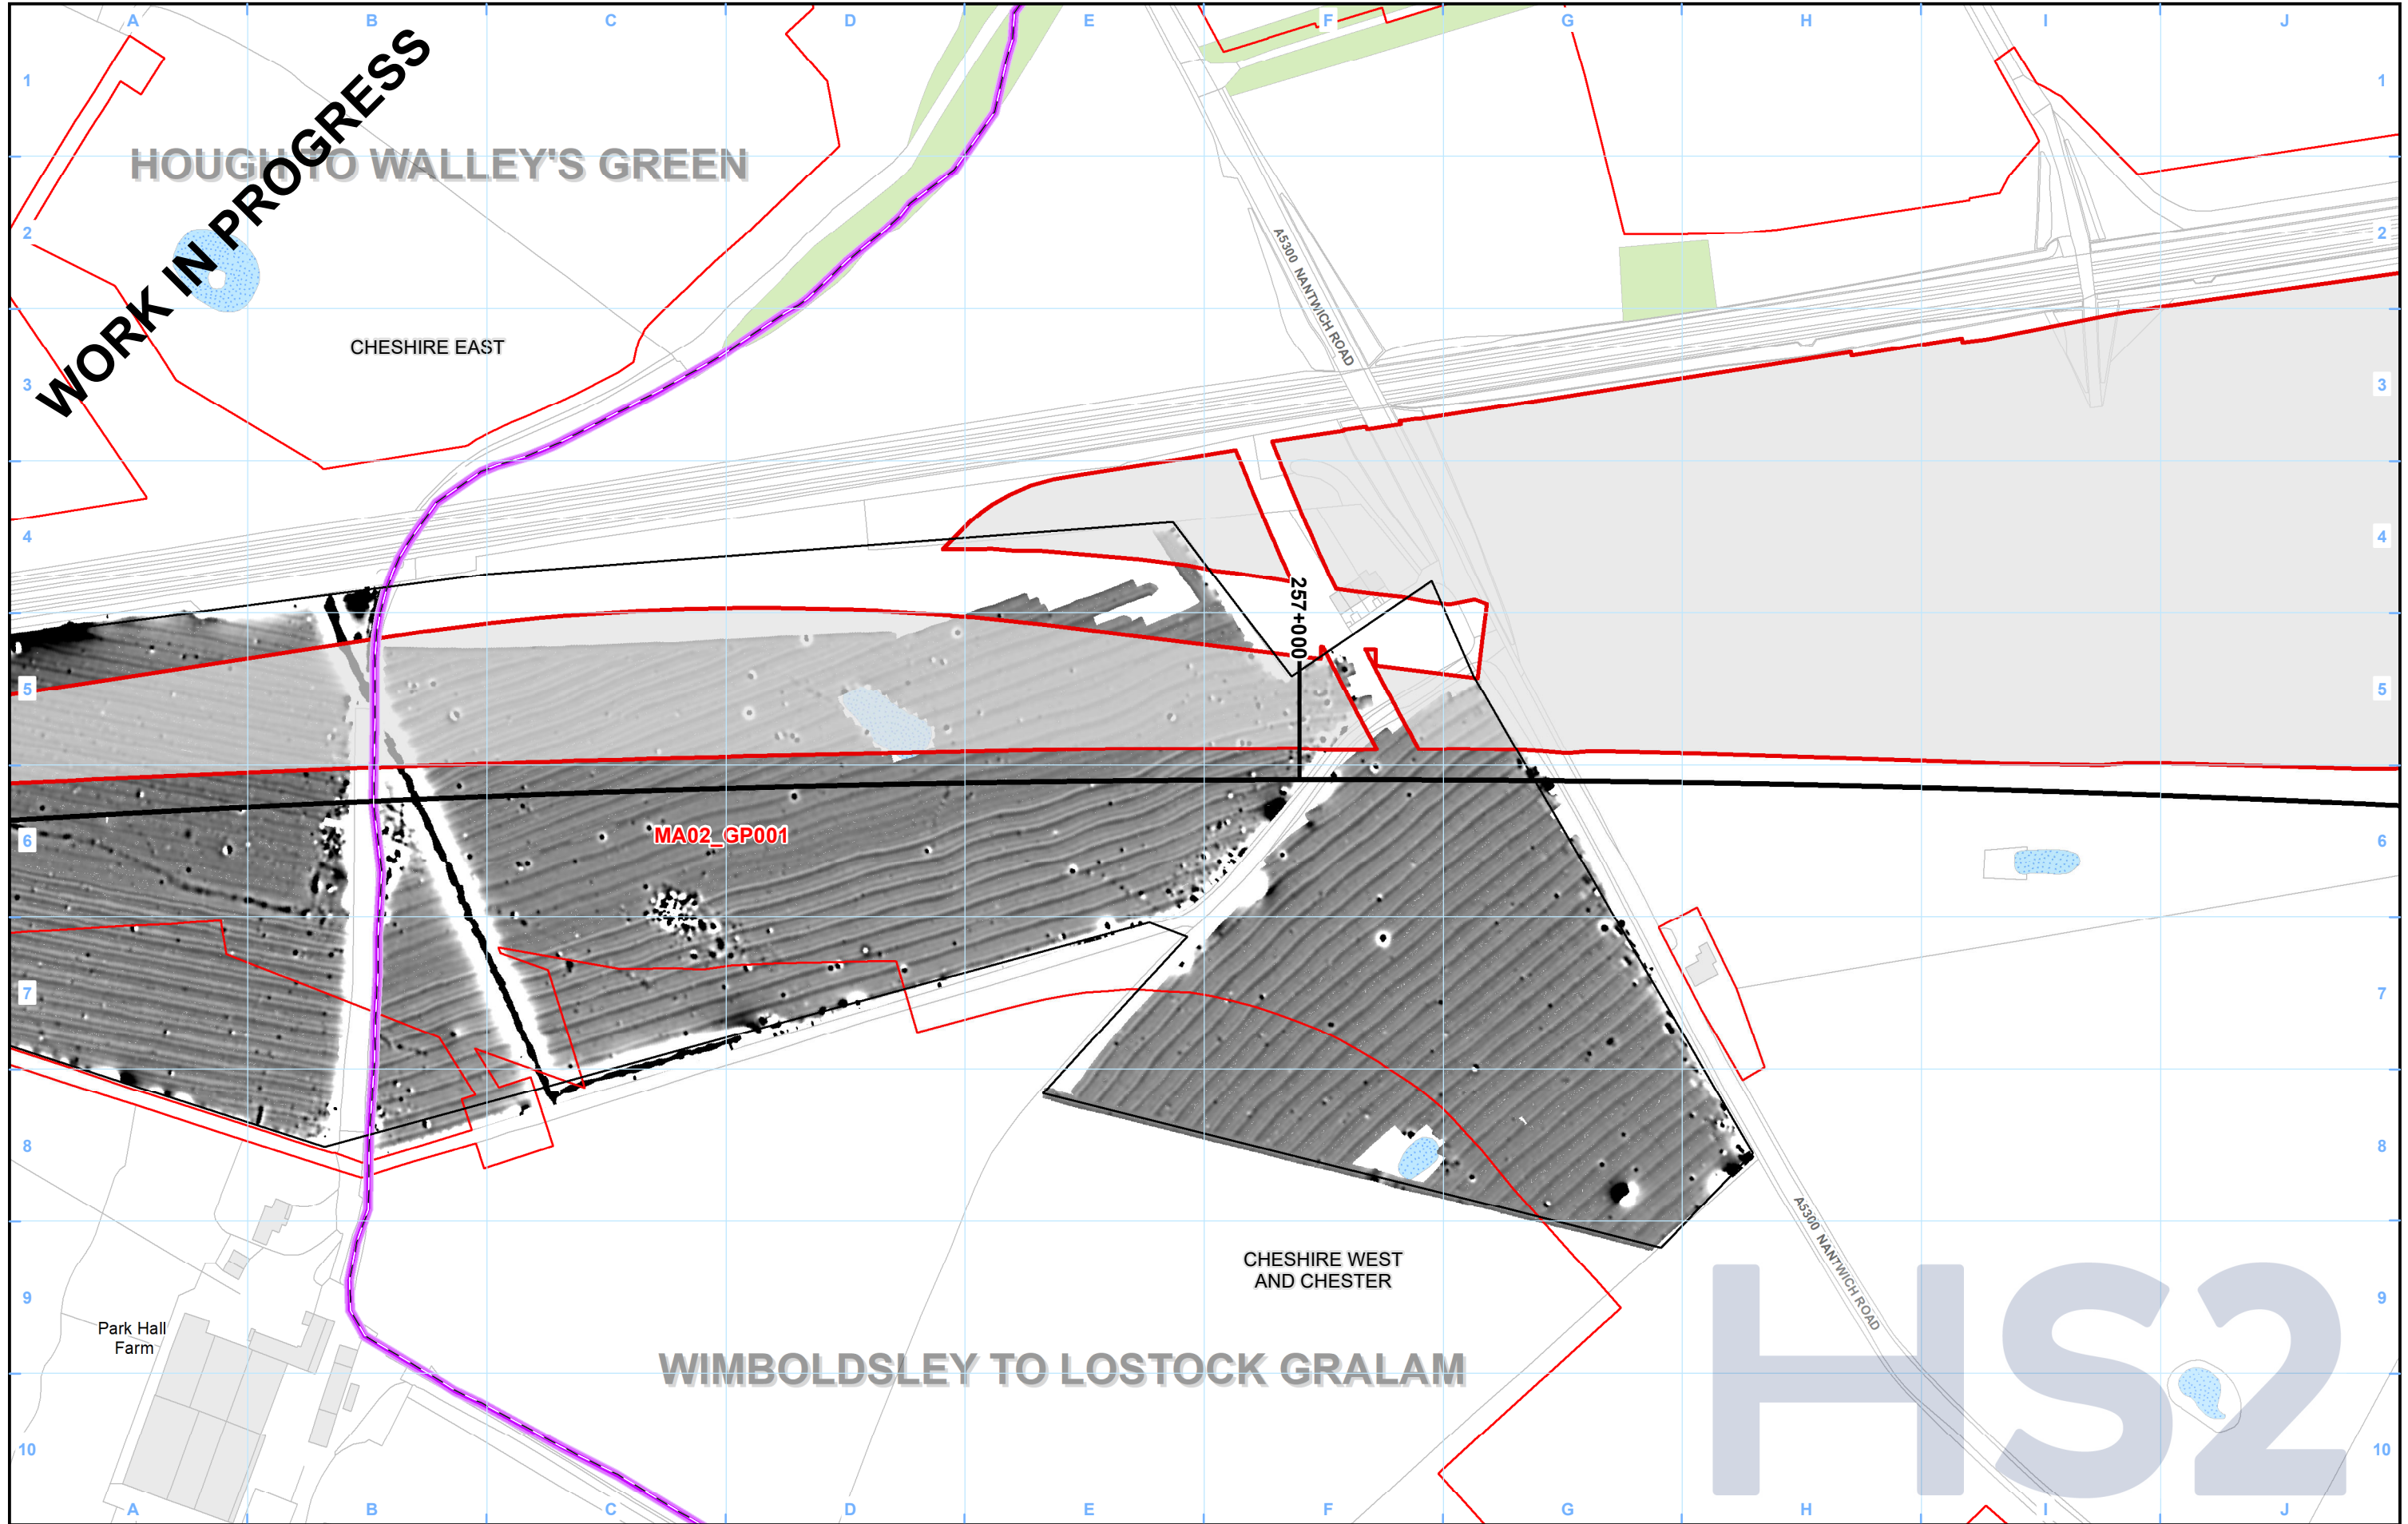 A B C D E F G H I J
1 1
WORK IN PROGRESS
HOUGH TO WALLEY'S GREEN
2 2
A5300 NANTWICH ROAD
CHESHIRE EAST
3 3
4 4
257+000
5 5
MA02_GP001
6 6
7 7
8 8
A5300 NANTWICH ROAD
CHESHIRE WEST
AND CHESTER
9 9
Park Hall
Farm
WIMBOLDSLEY TO LOSTOCK GRALAM
HS2
10 10
A B C D E F G H I J